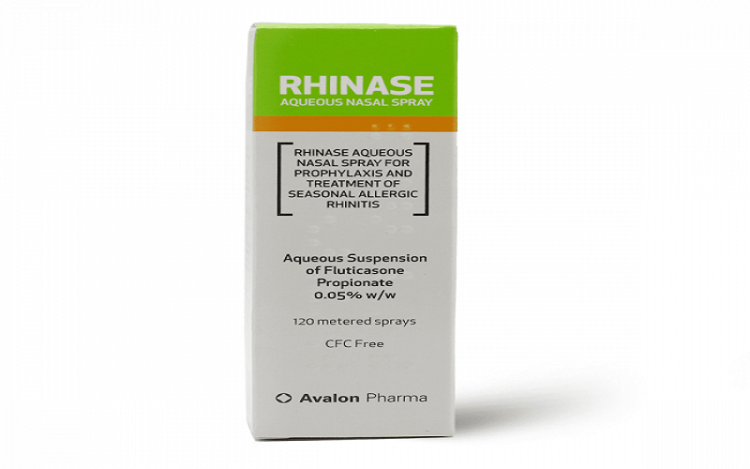 RHINASE
AQUEOUS NASAL SPRAY
RHINASE AQUEOUS
NASAL SPRAY FOR
PROPHYLAXIS AND
TREATMENT OF
SEASONAL ALLERGIC
RHINITIS
Aqueous Suspension
of Fluticasone
Propionate
0.05% w/w
120 metered sprays
CFC Free
Avalon Pharma